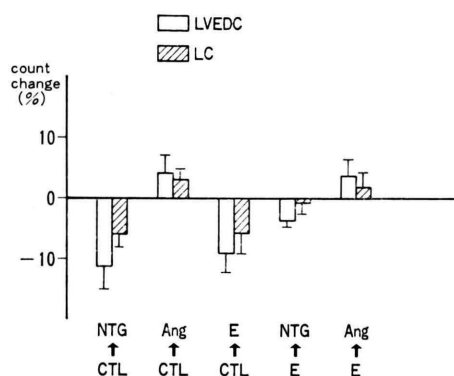 LVEDC
LC
count
change
(%)
10
0
-10
NTG Ang E NTG Ang
↑ ↑ ↑ ↑ ↑
CTL CTL CTL E E